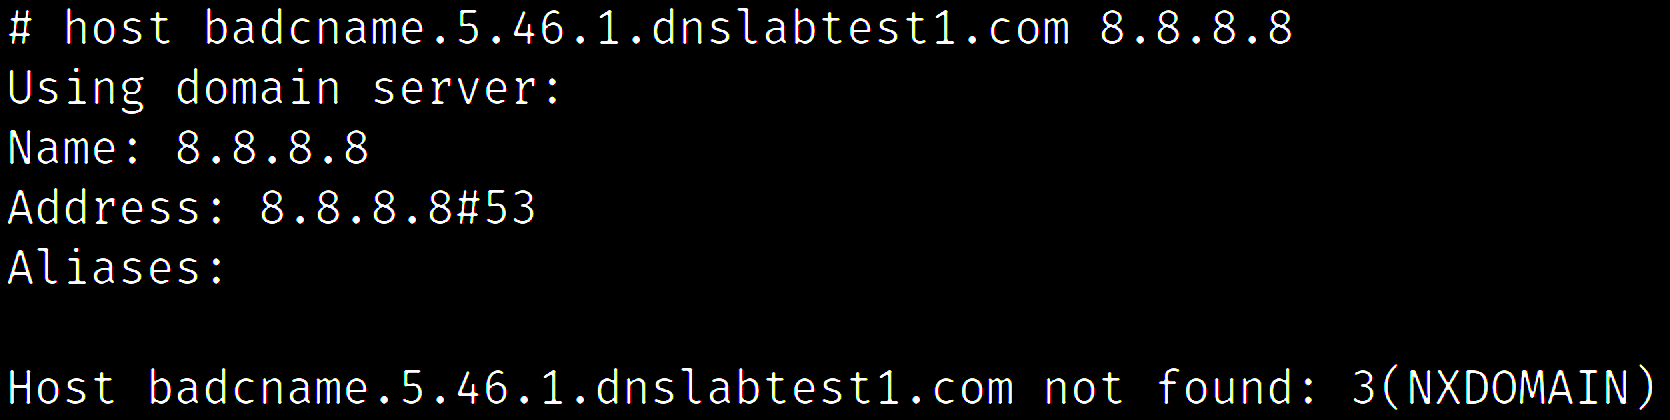 # host badcname.5.46.1.dnslabtest1.com 8.8.8.8
Using domain server:
Name: 8.8.8.8
Address: 8.8.8.8#53
Aliases:
Host badcname.5.46.1.dnslabtest1.com not found: 3(NXDOMAIN)